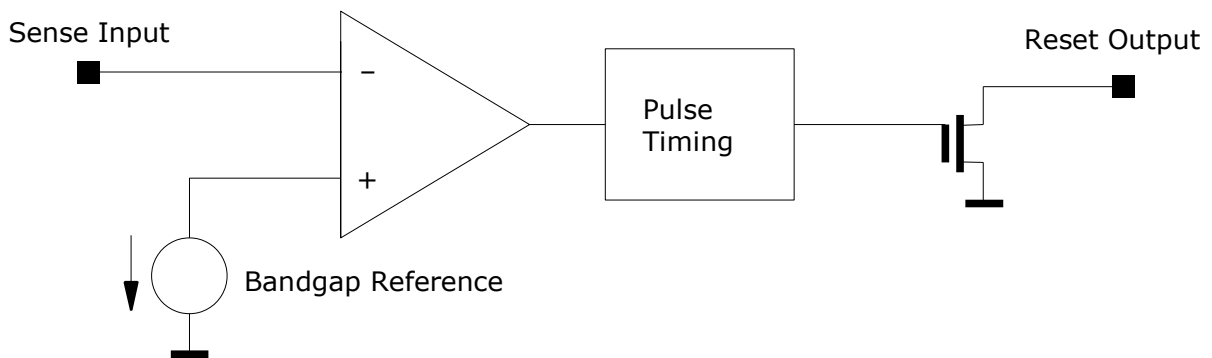 Sense Input
Reset Output
−
Pulse
Timing
+
Bandgap Reference